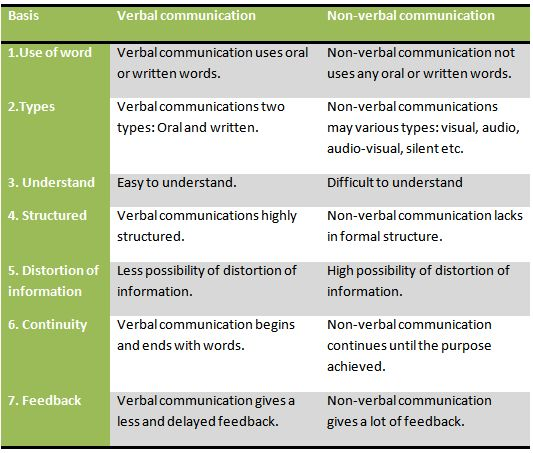 Basis Verbal communication Non-verbal communication
1.Use of word Verbal communication uses oral Non-verbal communication not
or written words. uses any oral or written words.
2.Types Verbal communications two Non-verbal communications
types: Oral and written. may various types: visual, audio,
audio-visual, silent etc.
3. Understand Easy to understand. Difficult to understand
4. Structured Verbal communications highly Non-verbal communication lacks
structured. in formal structure.
5. Distortion of Less possibility of distortion of High possibility of distortion of
information information. information.
6. Continuity Verbal communication begins Non-verbal communication
and ends with words. continues until the purpose
achieved.
7. Feedback Verbal communication gives a Non-verbal communication
less and delayed feedback. gives a lot of feedback.